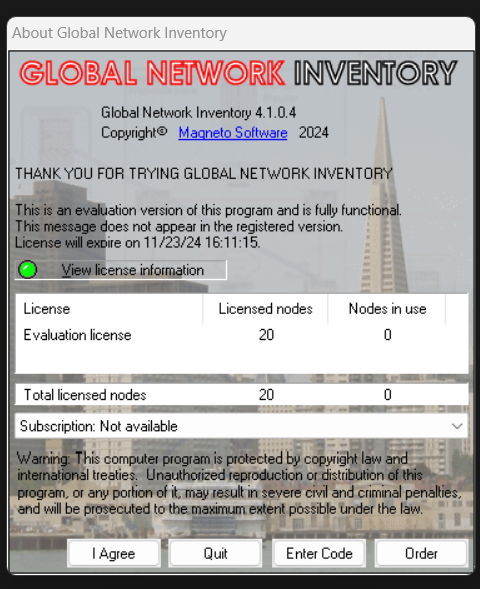 About Global Network Inventory
GLOBAL NETWORK INVENTORY
Global Network Inventory 4.1.0.4
Copyright© Magneto Software 2024
THANK YOU FOR TRYING GLOBAL NETWORK INVENTORY
This is an evaluation version of this program and is fully functional.
This message does not appear in the registered version.
License will expire on 11/23/24 16:11:15.
View license information
License Licensed nodes Nodes in use
Evaluation license 20 0
Total licensed nodes 20 0
Subscription: Not available
Warning: This computer program is protected by copyright law and
international treaties. Unauthorized reproduction or distribution of this
program, or any portion of it, may result in severe civil and criminal penalties,
and will be prosecuted to the maximum extent possible under the law.
I Agree Quit Enter Code Order